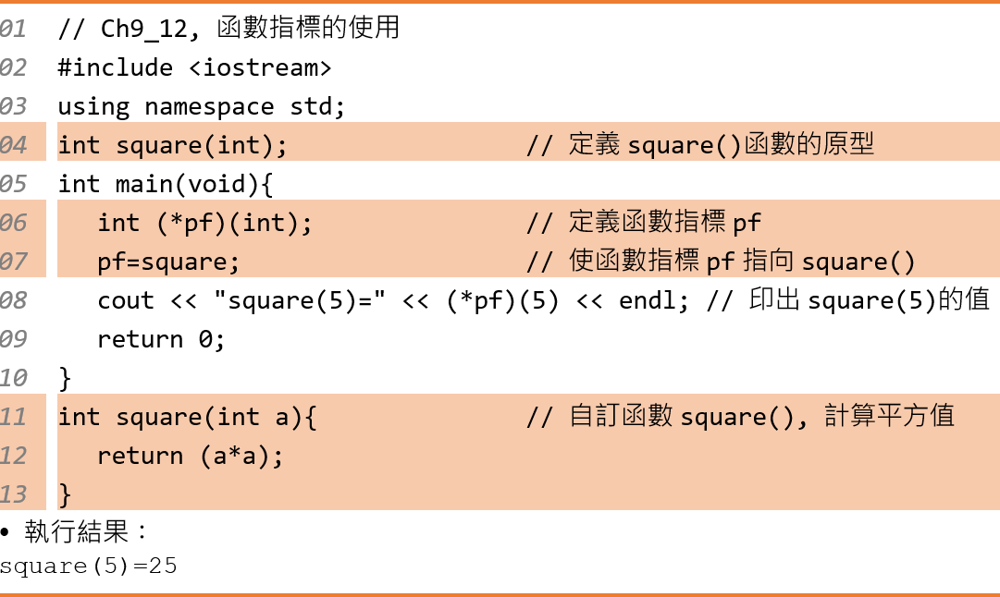 01 // Ch9_12, 函數指標的使用
02 #include <iostream>
03 using namespace std;
04 int square(int); // 定義 square()函數的原型
05 int main(void){
06 int (*pf)(int); // 定義函數指標 pf
07 pf=square; // 使函數指標 pf 指向 square()
08 cout << "square(5)=" << (*pf)(5) << endl; // 印出 square(5)的值
09 return 0;
10 }
11 int square(int a){ // 自訂函數 square(), 計算平方值
12 return (a*a);
13 }
• 執行結果：
square(5)=25